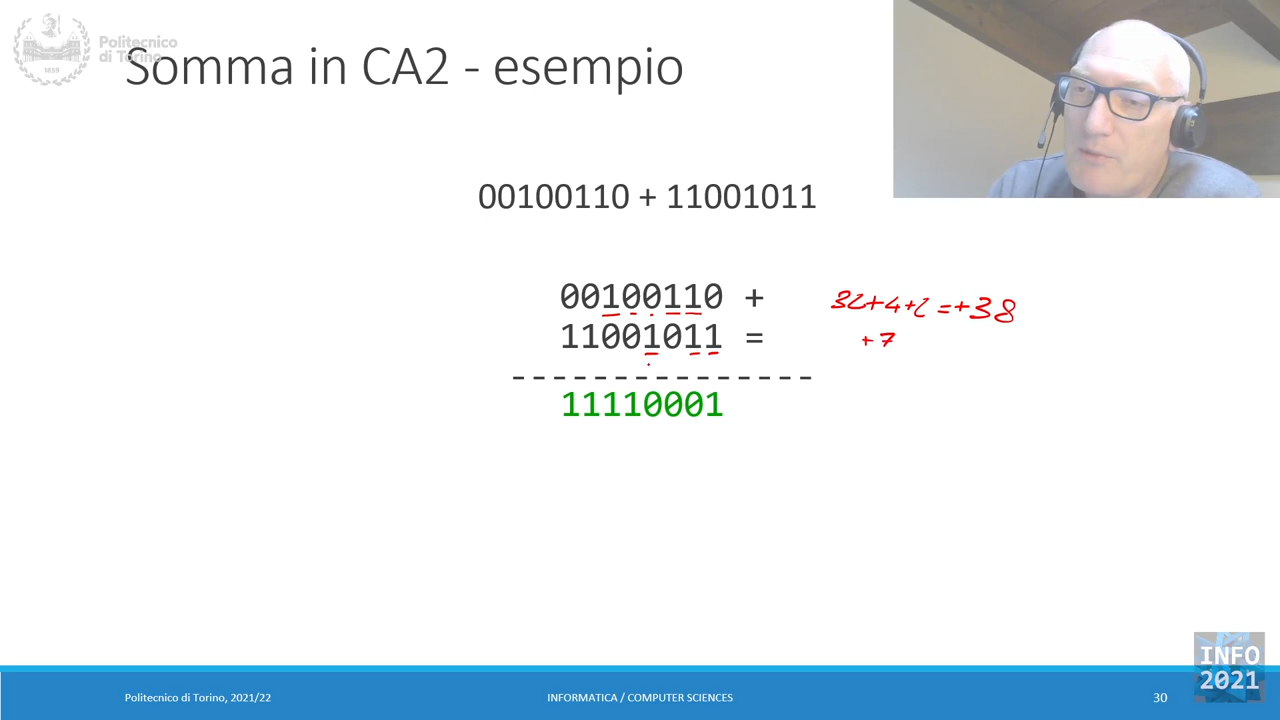 Politecnico
di Torino
1859
Somma in CA2 - esempio
00100110 + 11001011
00100110 +
32+4+2 =+38
11001011 =
+7
--------------
11110001
Politecnico di Torino, 2021/22
INFORMATICA / COMPUTER SCIENCES
30
INFO
2021